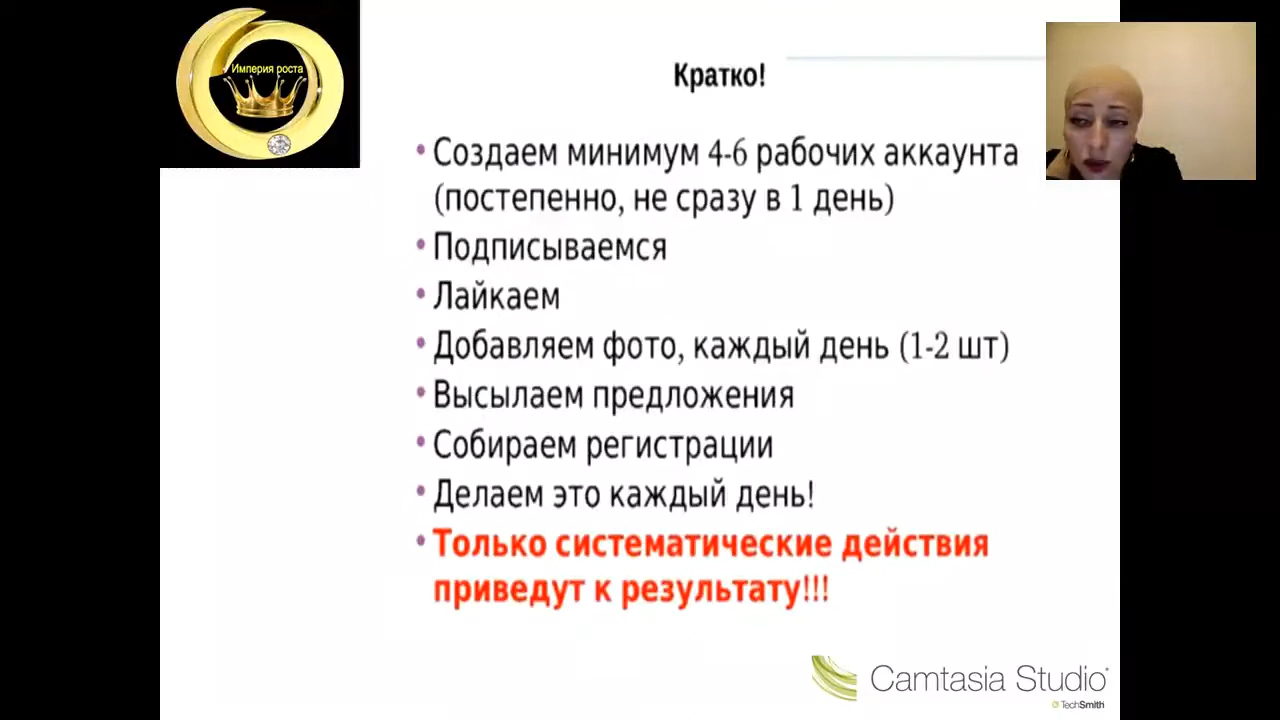 Империя роста
Кратко!
• Создаем минимум 4-6 рабочих аккаунта
(постепенно, не сразу в 1 день)
• Подписываемся
• Лайкаем
• Добавляем фото, каждый день (1-2 шт)
• Высылаем предложения
• Собираем регистрации
• Делаем это каждый день!
• Только систематические действия
приведут к результату!!!
Camtasia Studio
TechSmith